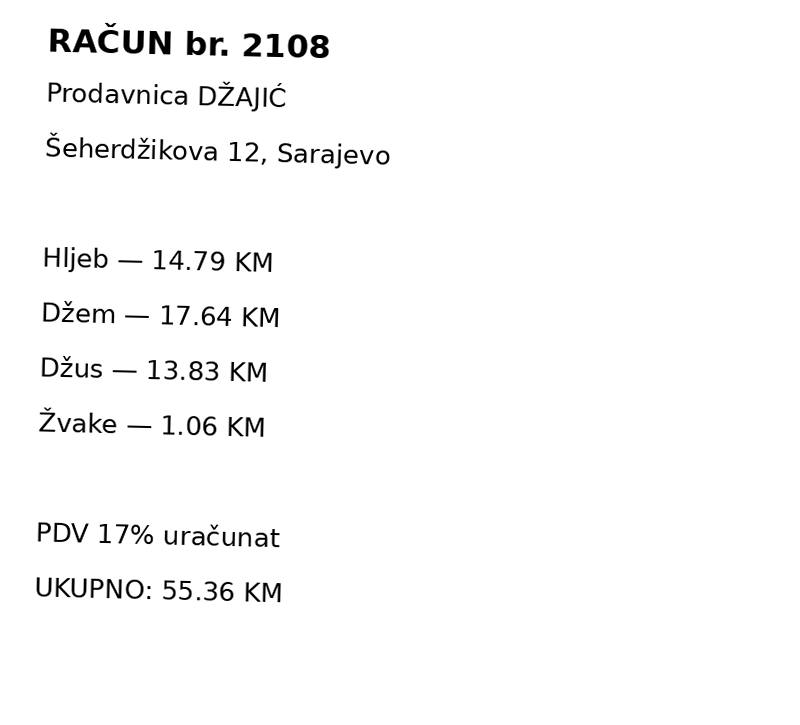 RAČUN br. 2108
Prodavnica DŽAJIĆ
Šeherdžikova 12, Sarajevo
Hljeb — 14.79 KM
Džem — 17.64 KM
Džus — 13.83 KM
Žvake — 1.06 KM
PDV 17% uračunat
UKUPNO: 55.36 KM